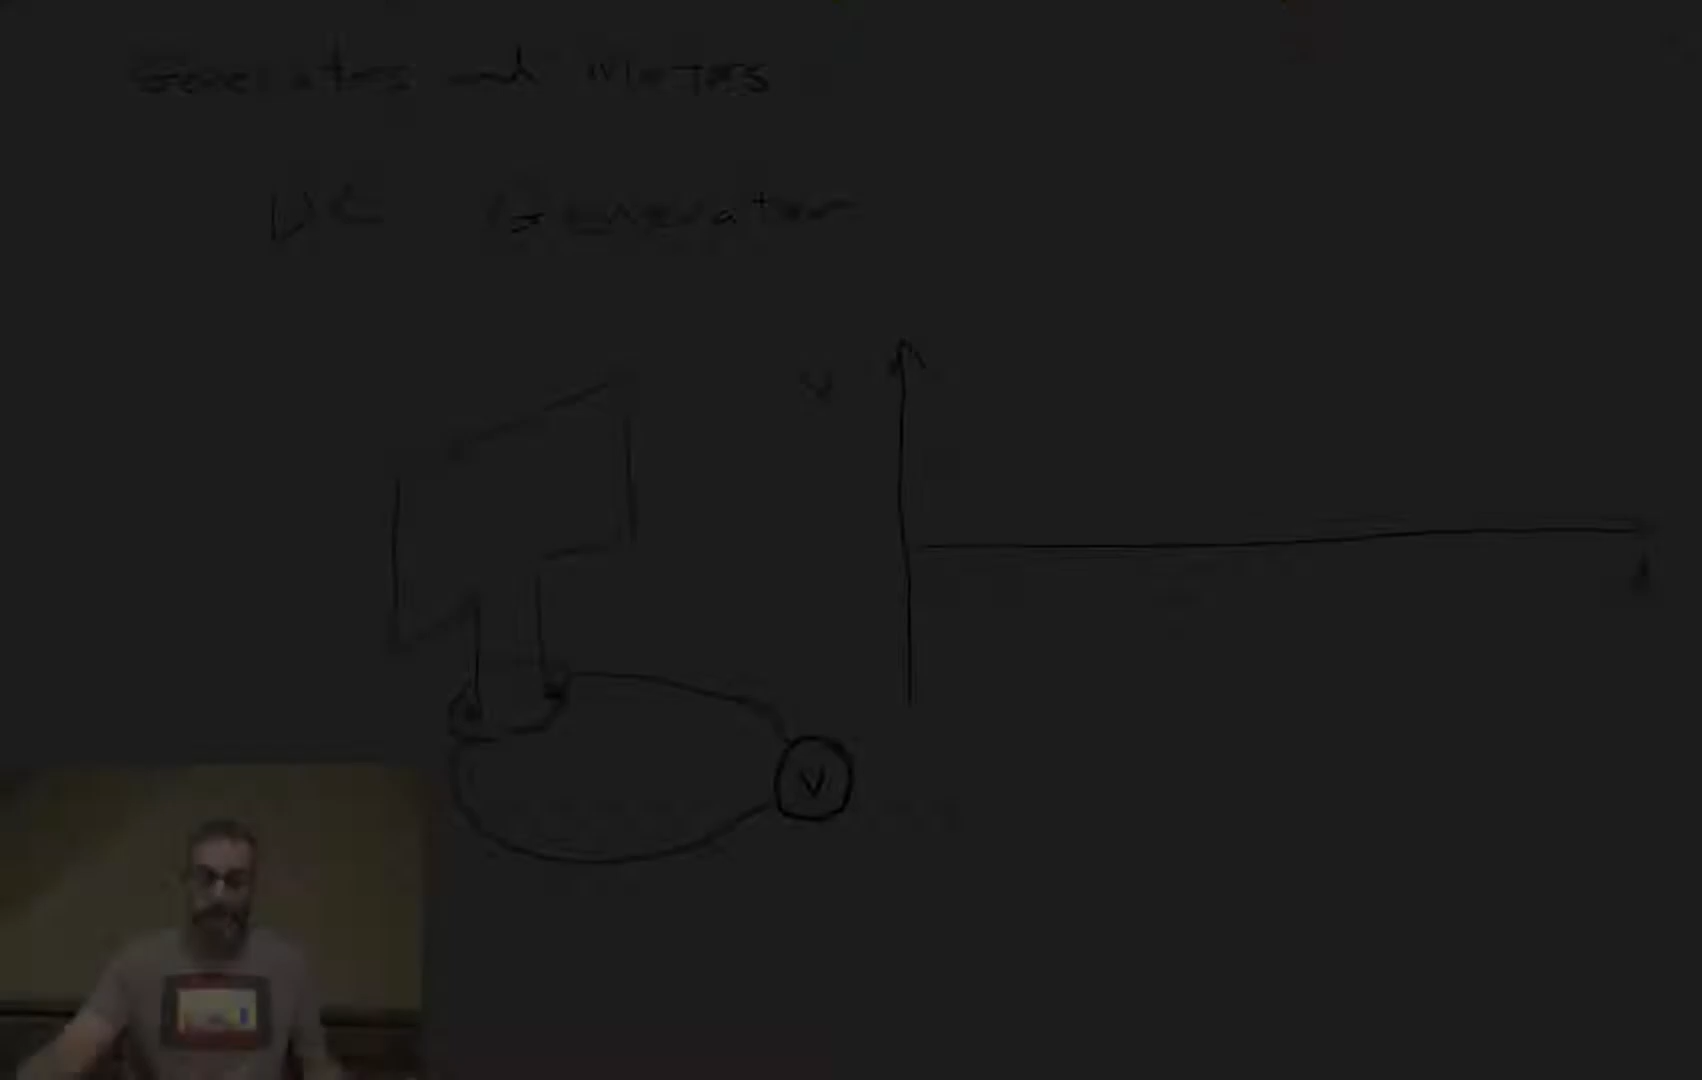 Generators and Motors
DC Generator
V
V